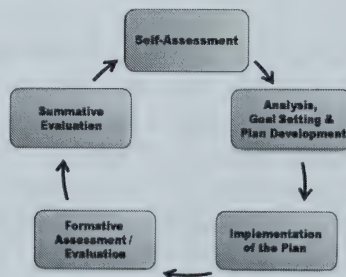 Self-Assessment
Analysis,
Goal Setting &
Plan Development
Implementation
of the Plan
Formative
Assessment /
Evaluation
Summative
Evaluation